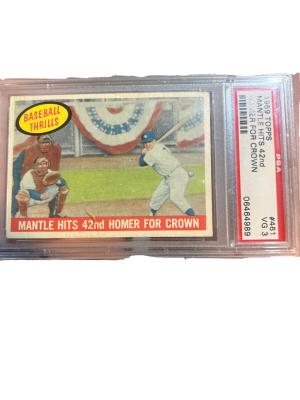 BASEBALL
THRILLS
MANTLE HITS 42nd HOMER FOR CROWN
1959 TOPPS
MANTLE HITS 42nd
HOMER FOR CROWN
PSA
#461
VG 3
06464989